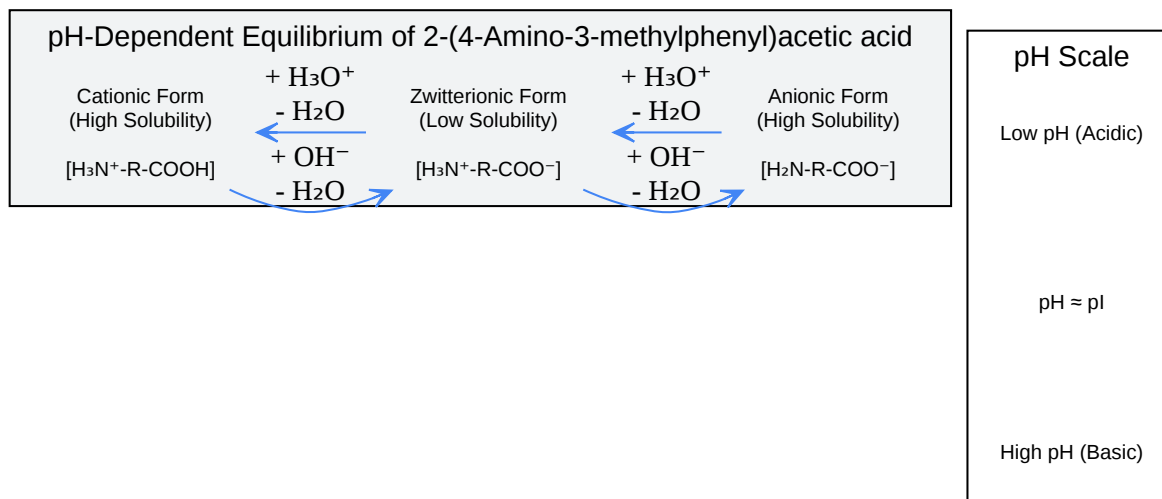 pH-Dependent Equilibrium of 2-(4-Amino-3-methylphenyl)acetic acid
Cationic Form
(High Solubility)
[H₃N⁺-R-COOH]
+ H₃O⁺
- H₂O
+ OH⁻
- H₂O
Zwitterionic Form
(Low Solubility)
[H₃N⁺-R-COO⁻]
+ H₃O⁺
- H₂O
+ OH⁻
- H₂O
Anionic Form
(High Solubility)
[H₂N-R-COO⁻]
pH Scale
Low pH (Acidic)
pH ≈ pI
High pH (Basic)